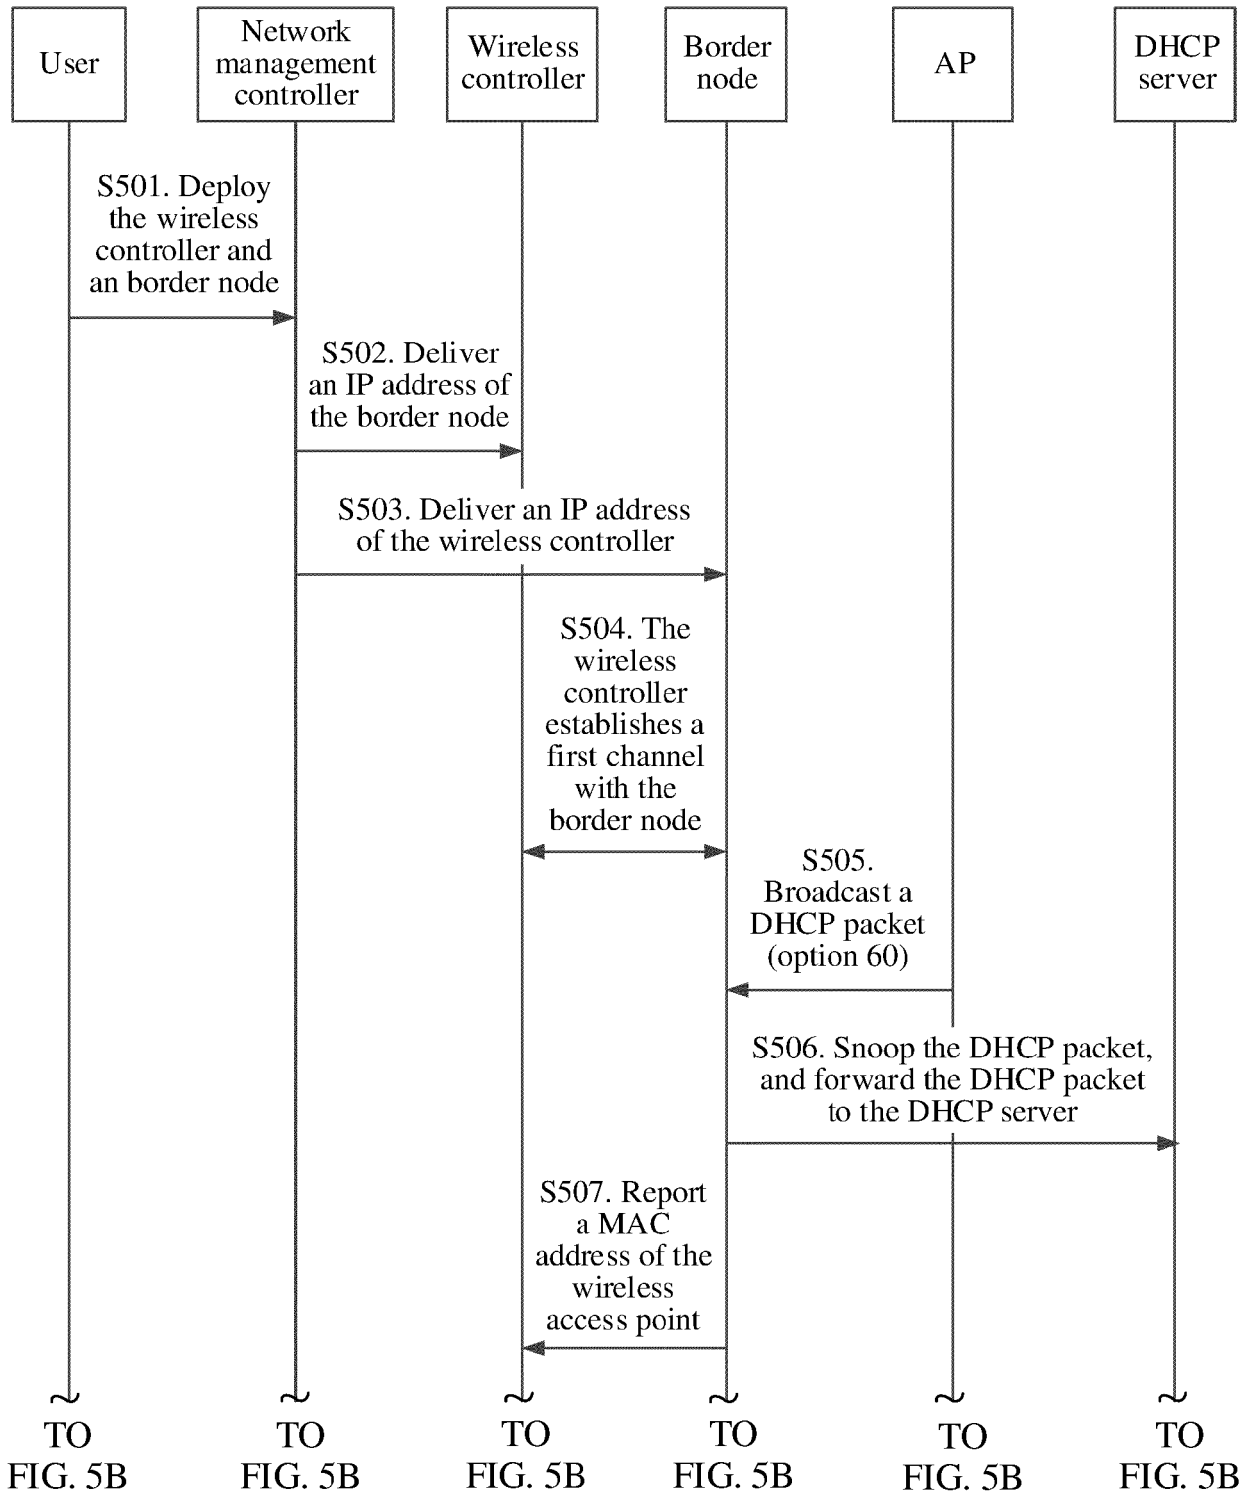 User
Network
management
controller
Wireless
controller
Border
node
AP
DHCP
server
S501. Deploy
the wireless
controller and
an border node
S502. Deliver
an IP address of
the border node
S503. Deliver an IP address
of the wireless controller
S504. The
wireless
controller
establishes a
first channel
with the
border node
S505.
Broadcast a
DHCP packet
(option 60)
S506. Snoop the DHCP packet,
and forward the DHCP packet
to the DHCP server
S507. Report
a MAC
address of the
wireless
access point
TO
FIG. 5B
TO
FIG. 5B
TO
FIG. 5B
TO
FIG. 5B
TO
FIG. 5B
TO
FIG. 5B